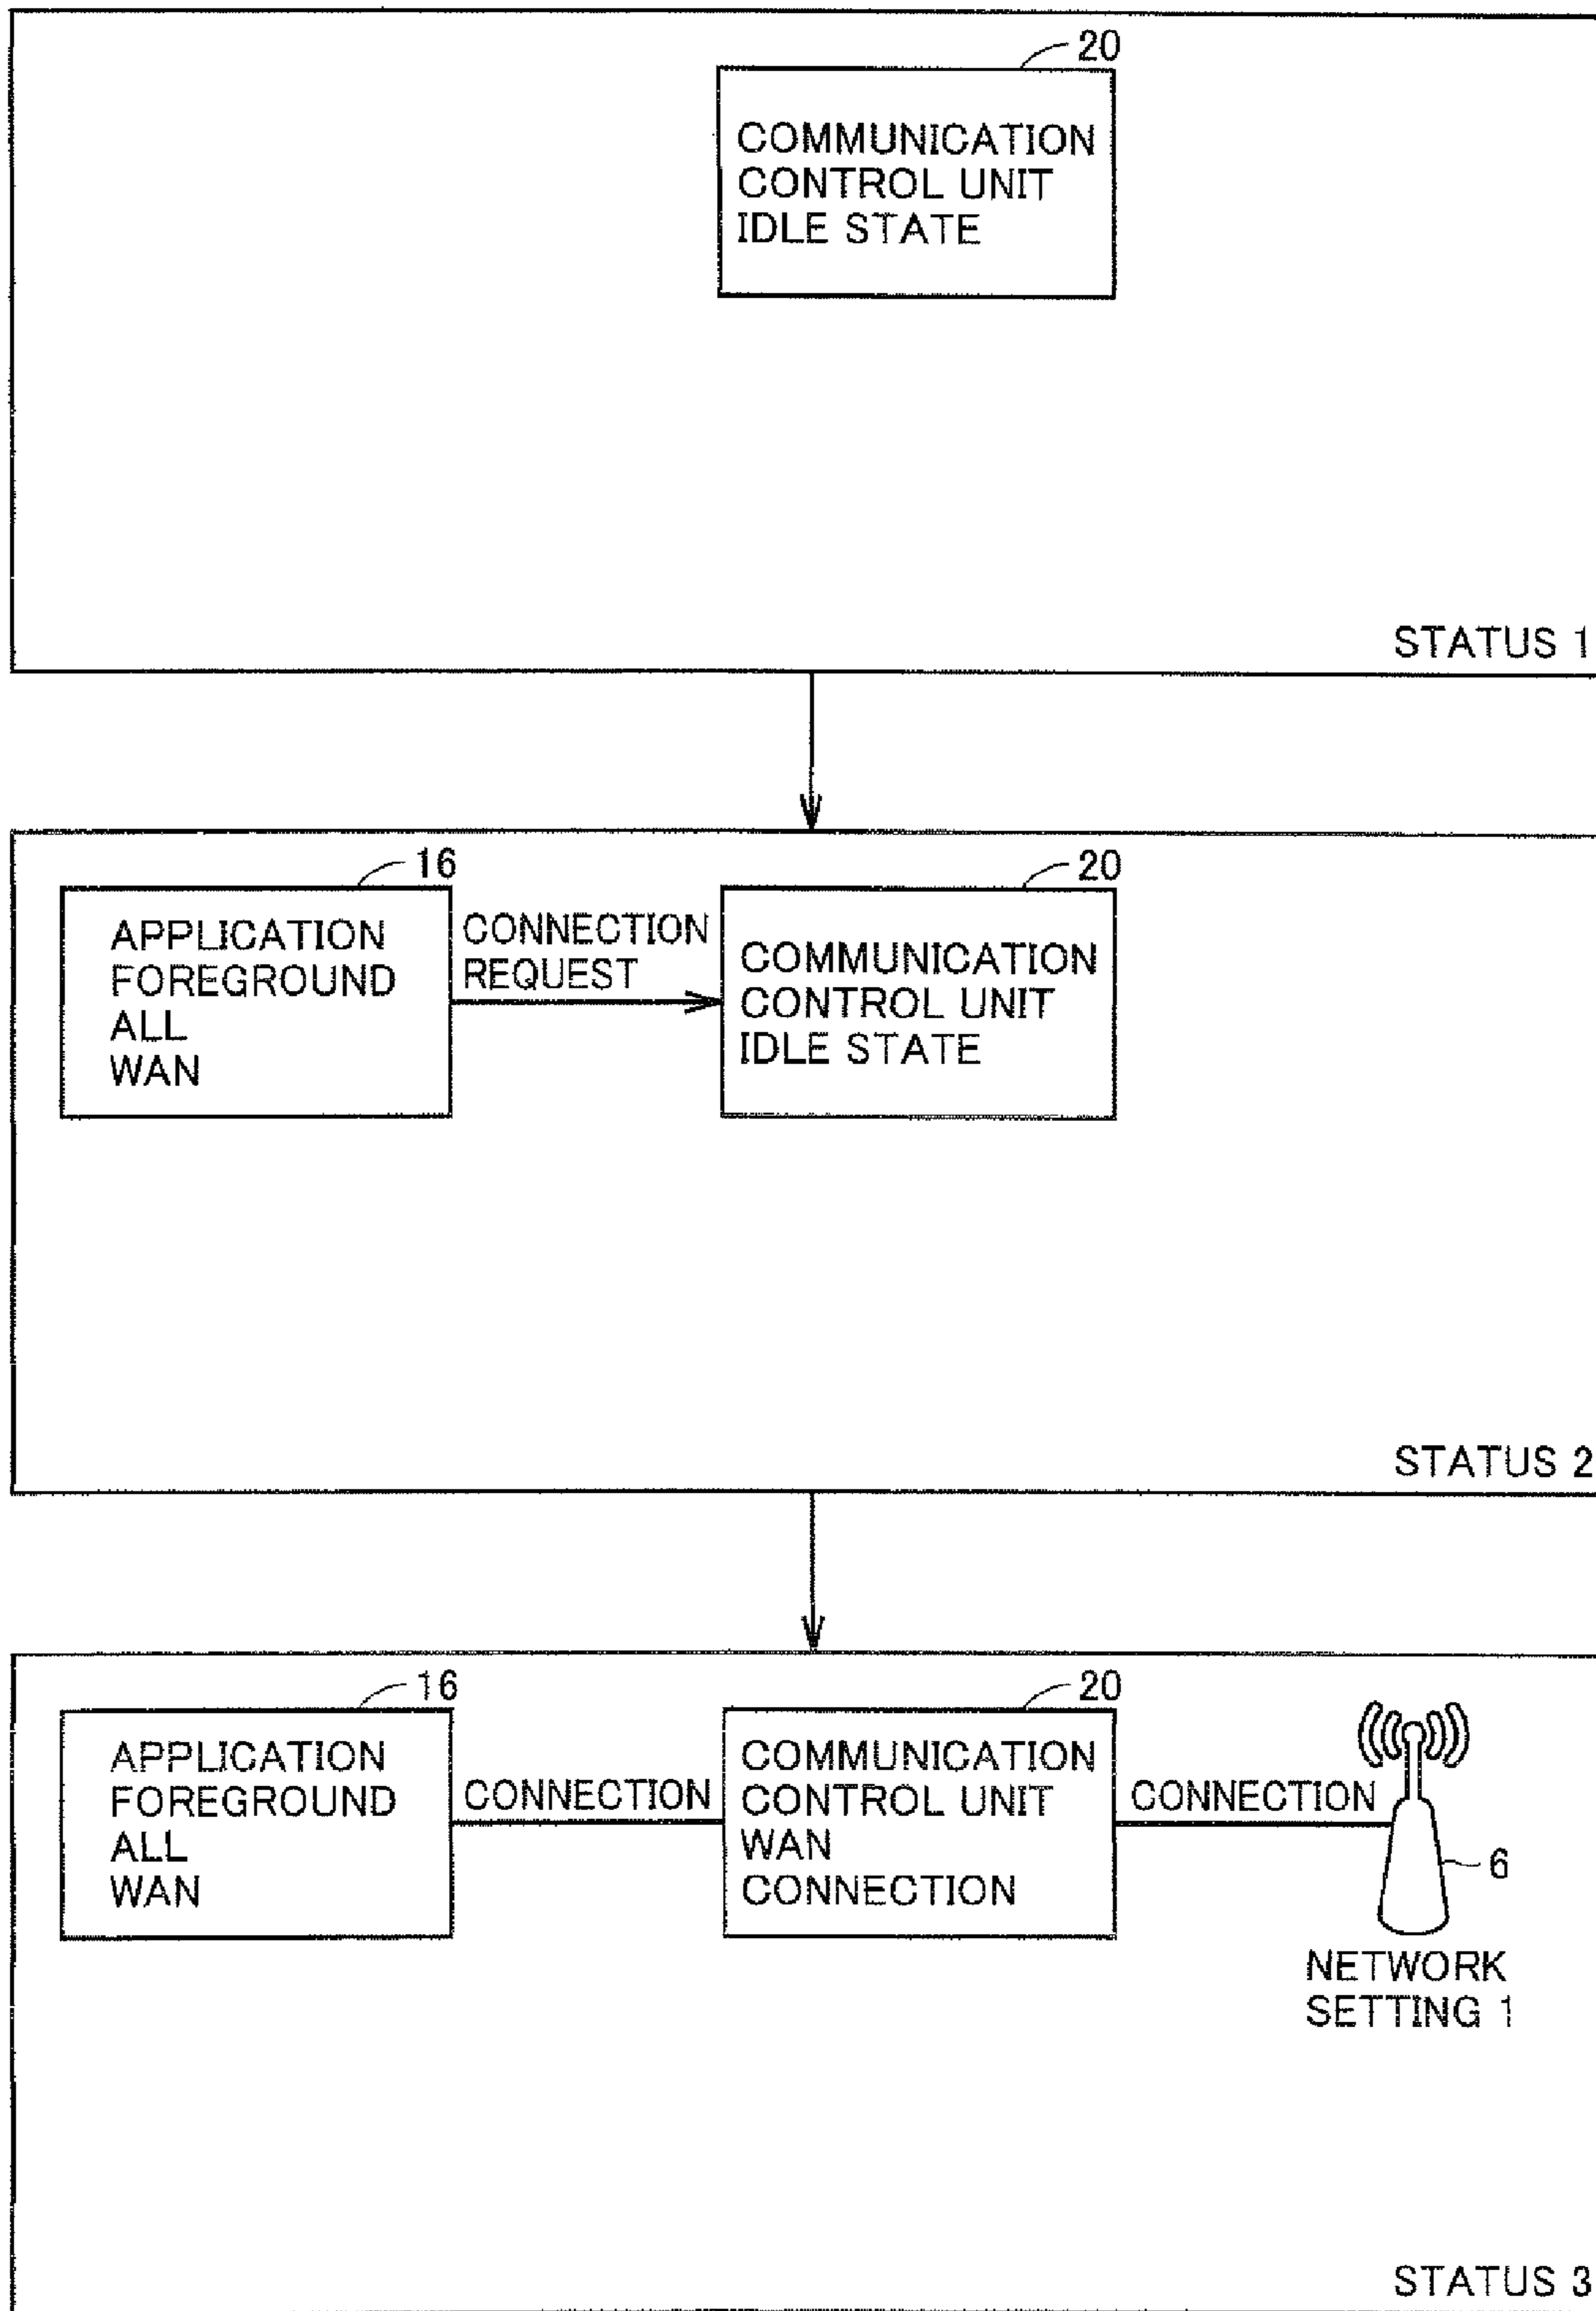 20
COMMUNICATION
CONTROL UNIT
IDLE STATE
STATUS 1
16
20
APPLICATION
FOREGROUND
ALL
WAN
CONNECTION
REQUEST
COMMUNICATION
CONTROL UNIT
IDLE STATE
STATUS 2
16
20
APPLICATION
FOREGROUND
ALL
WAN
CONNECTION
COMMUNICATION
CONTROL UNIT
WAN
CONNECTION
CONNECTION
6
NETWORK
SETTING 1
STATUS 3